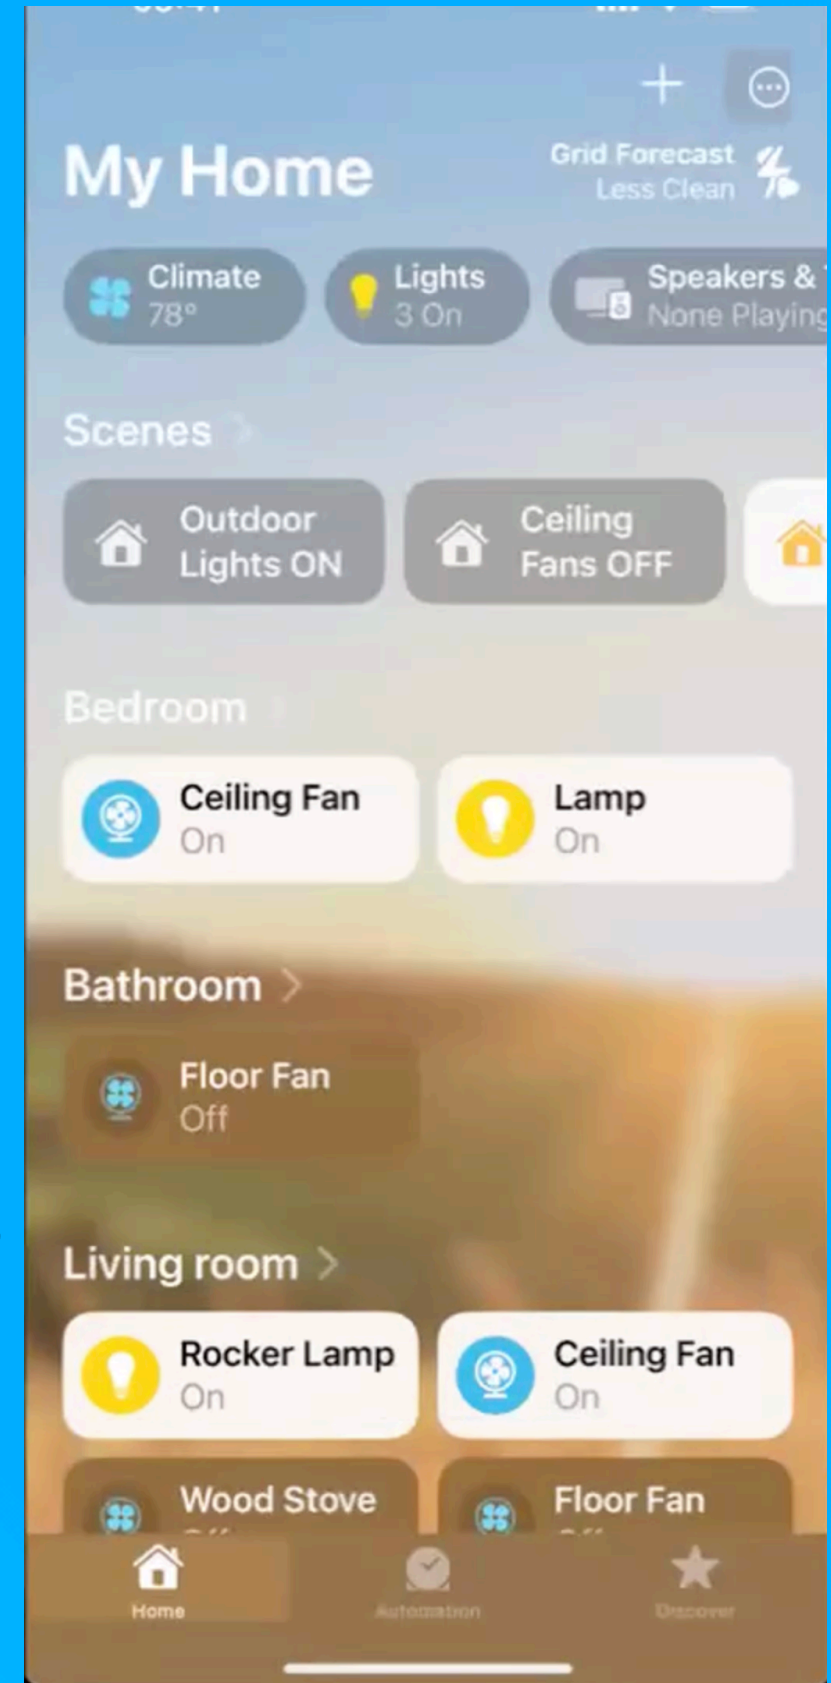 My Home
Grid Forecast
Less Clean
Climate
78°
Lights
3 On
Speakers &
None Playing
Scenes
Outdoor
Lights ON
Ceiling
Fans OFF
Bedroom
Ceiling Fan
On
Lamp
On
Bathroom
Floor Fan
Off
Living room
Rocker Lamp
On
Ceiling Fan
On
Wood Stove
Floor Fan
Home
Automation
Discover